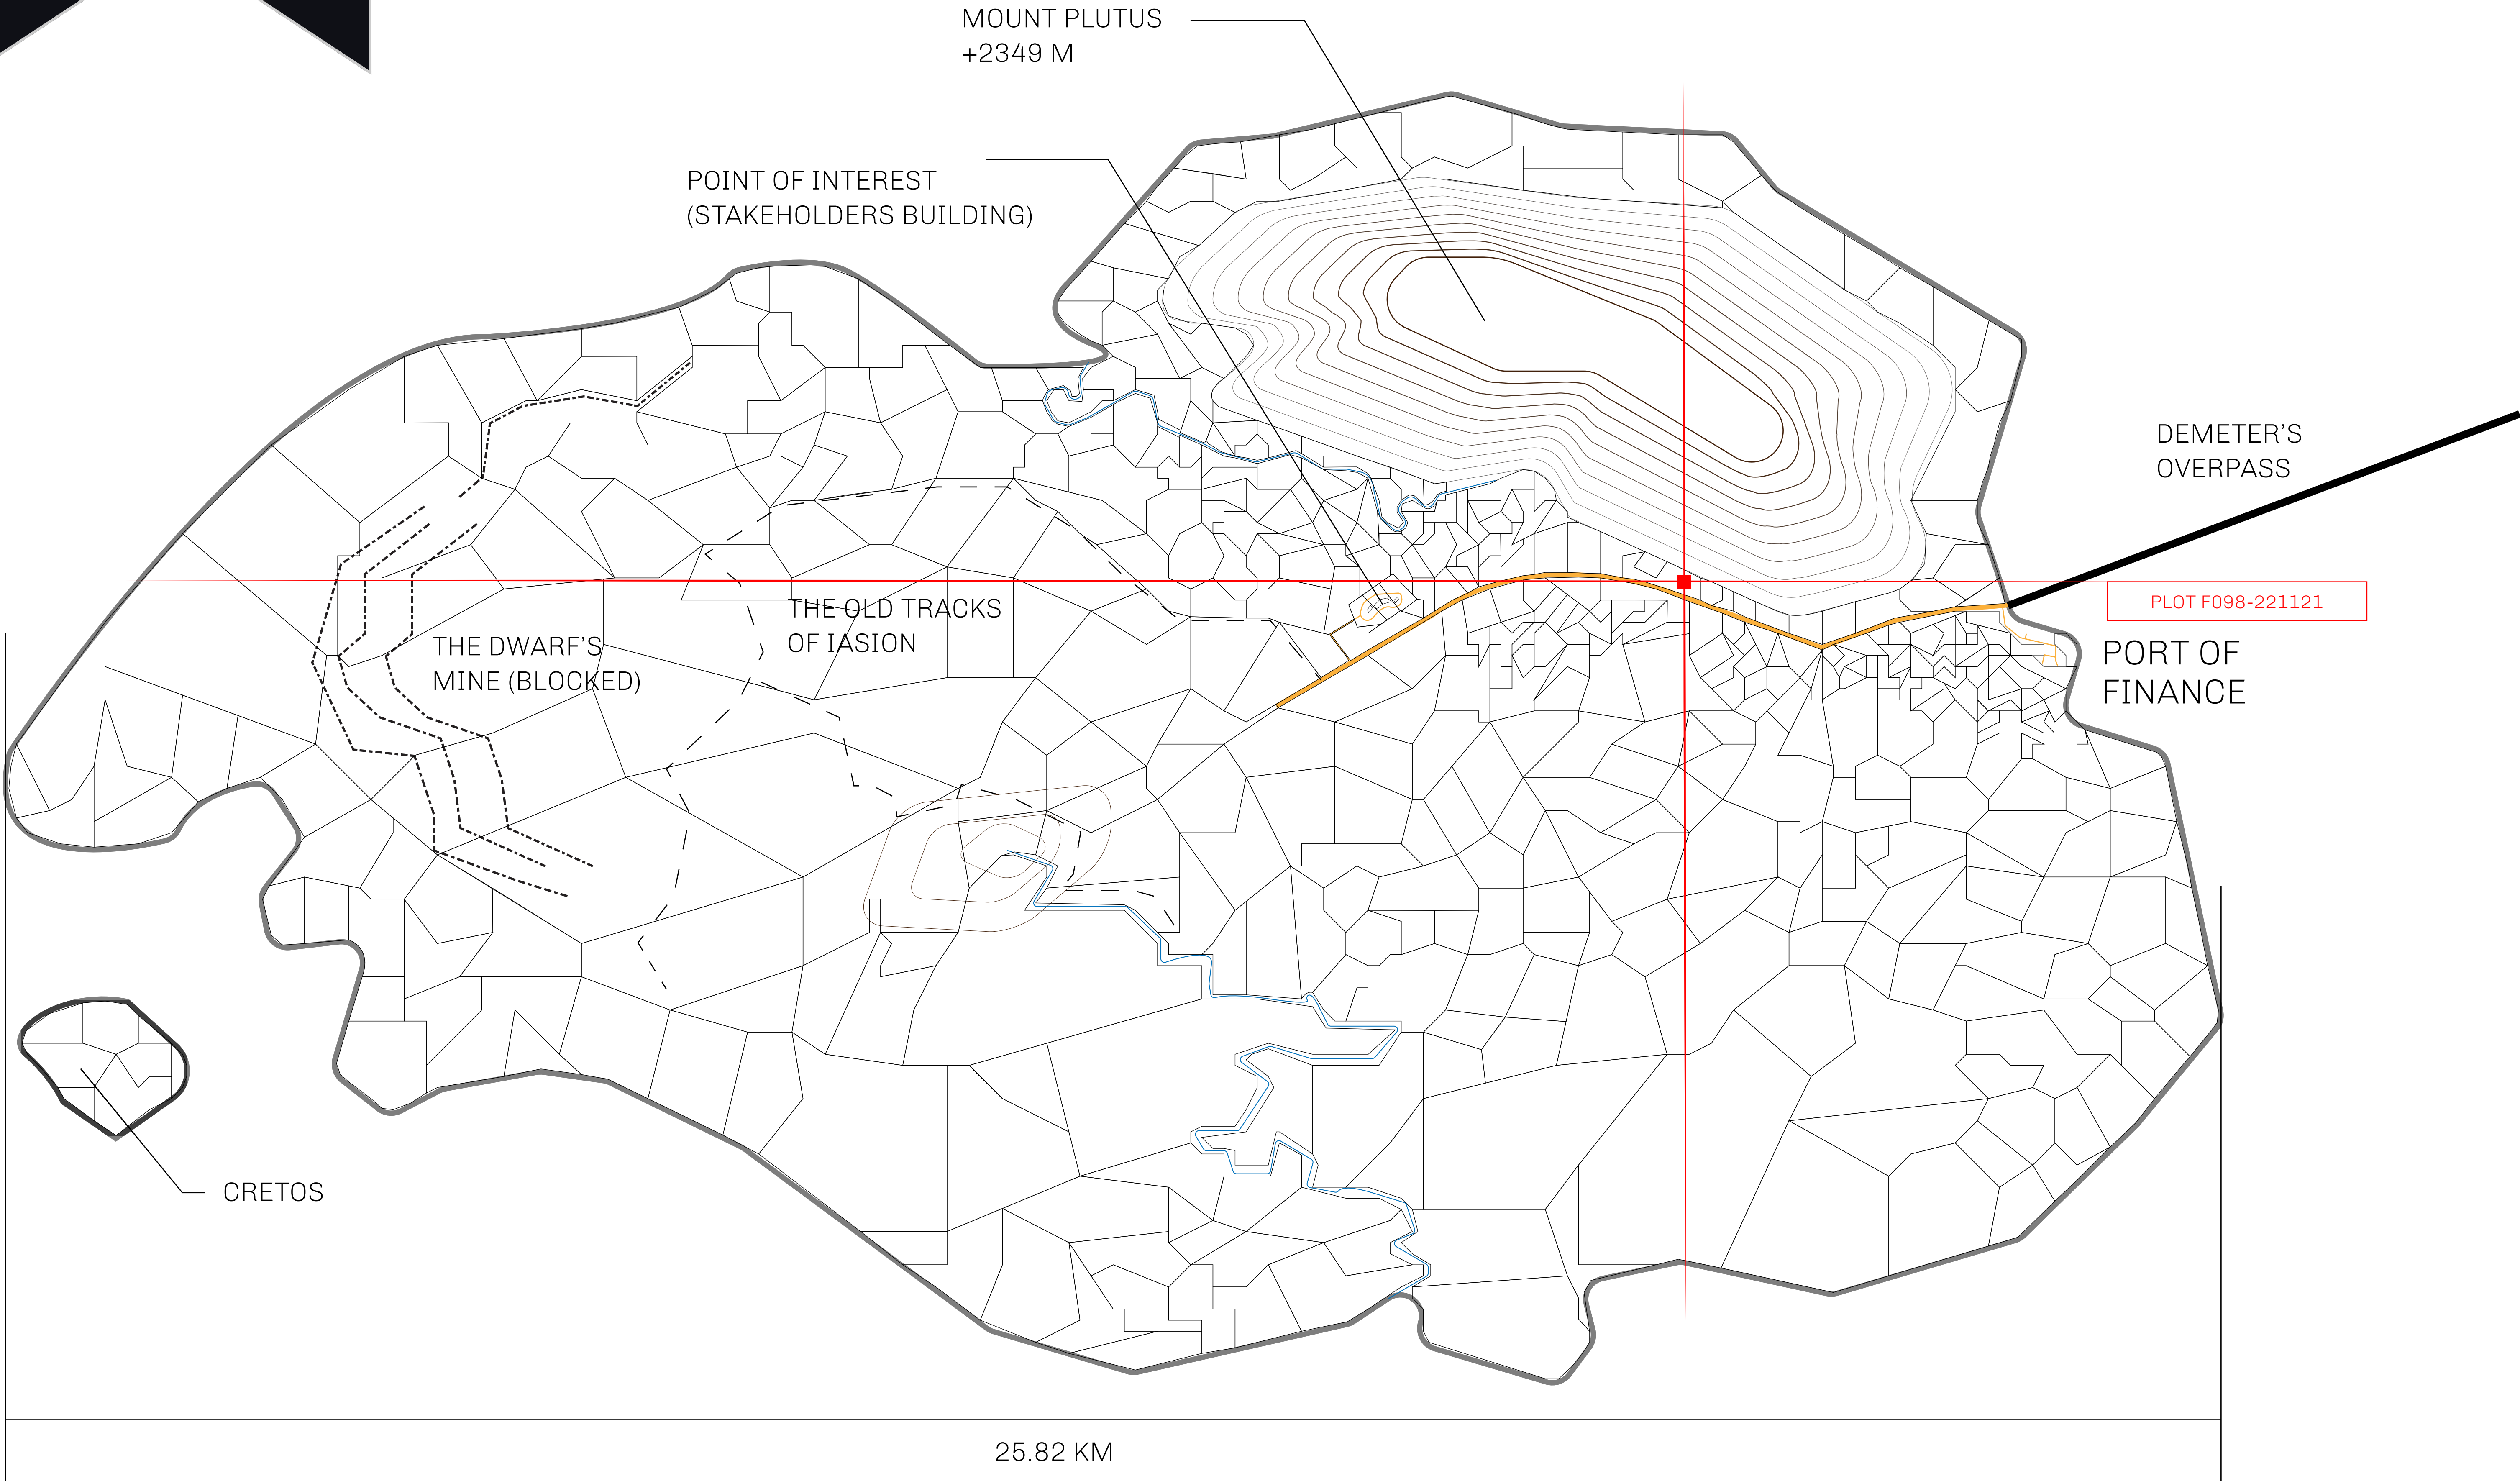 MOUNT PLUTUS
+2349 M
POINT OF INTEREST
(STAKEHOLDERS BUILDING)
DEMETER'S
OVERPASS
PLOT F098-221121
THE OLD TRACKS
OF IASION
THE DWARF'S
MINE (BLOCKED)
PORT OF
FINANCE
CRETOS
25.82 KM